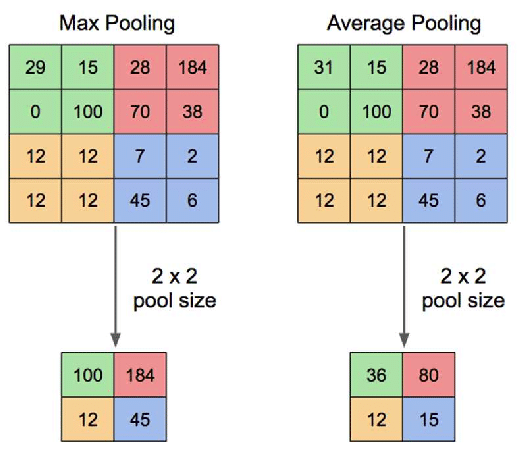 Max Pooling
29 15 28 184
0 100 70 38
12 12 7 2
12 12 45 6
2 x 2
pool size
100 184
12 45
Average Pooling
31 15 28 184
0 100 70 38
12 12 7 2
12 12 45 6
2 x 2
pool size
36 80
12 15